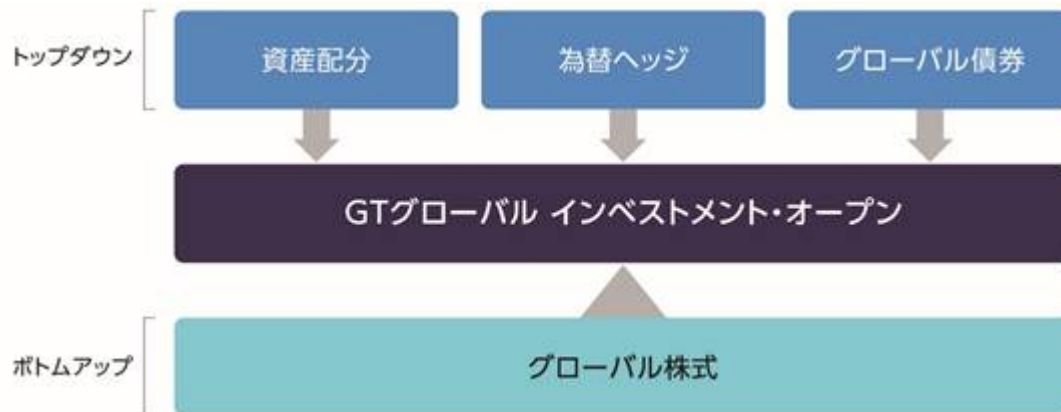 トップダウン
資産配分
為替ヘッジ
グローバル債券
GTグローバル インベストメント・オープン
ボトムアップ
グローバル株式